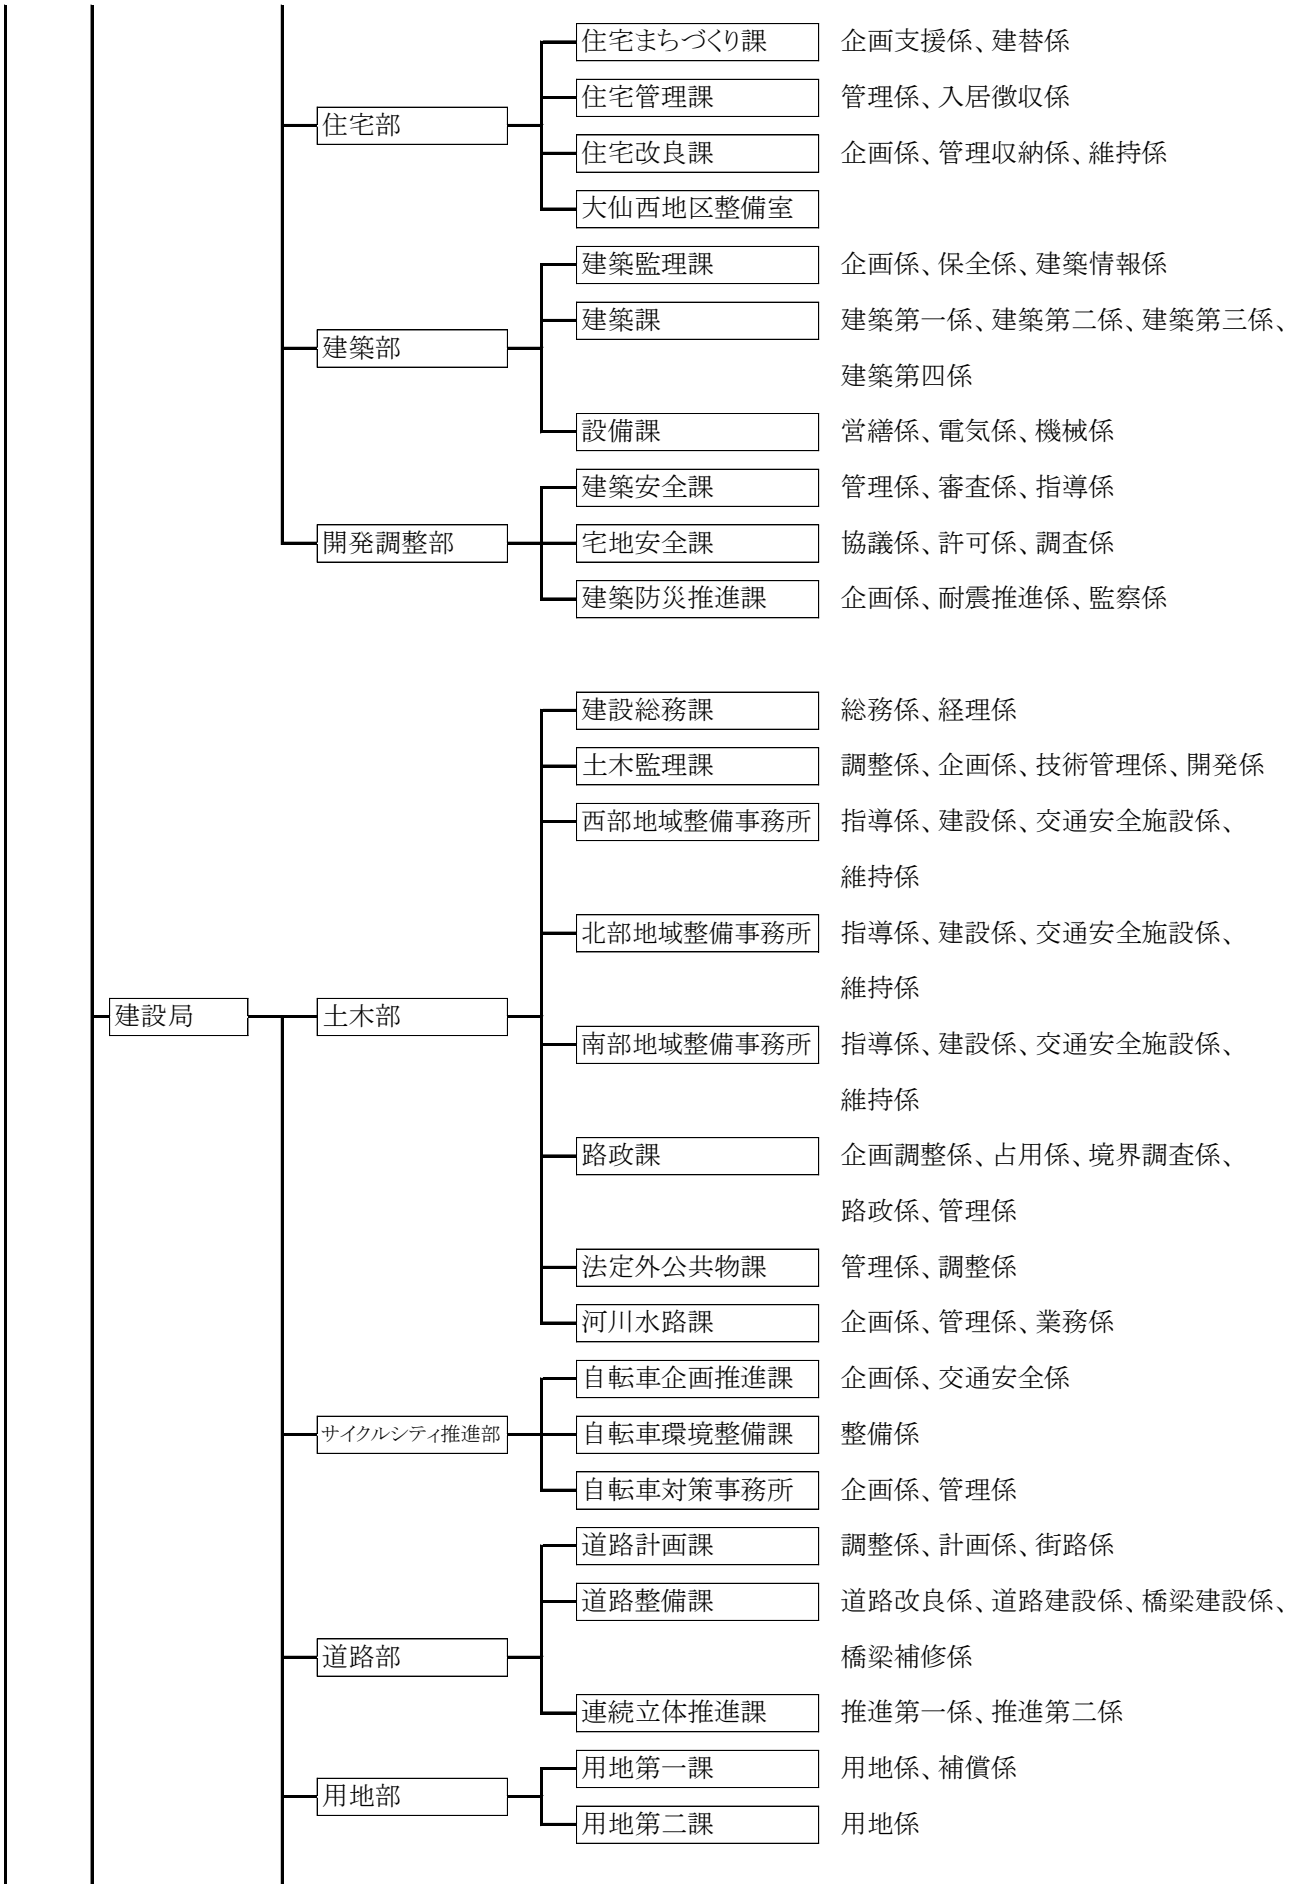 住宅まちづくり課 企画支援係、建替係
住宅管理課 管理係、入居徴収係
住宅部
住宅改良課 企画係、管理収納係、維持係
大仙西地区整備室
建築監理課 企画係、保全係、建築情報係
建築課 建築第一係、建築第二係、建築第三係、
建築部
建築第四係
設備課 営繕係、電気係、機械係
建築安全課 管理係、審査係、指導係
開発調整部 宅地安全課 協議係、許可係、調査係
建築防災推進課 企画係、耐震推進係、監察係
建設総務課 総務係、経理係
土木監理課 調整係、企画係、技術管理係、開発係
西部地域整備事務所 指導係、建設係、交通安全施設係、
維持係
北部地域整備事務所 指導係、建設係、交通安全施設係、
維持係
建設局 土木部
南部地域整備事務所 指導係、建設係、交通安全施設係、
維持係
路政課 企画調整係、占用係、境界調査係、
路政係、管理係
法定外公共物課 管理係、調整係
河川水路課 企画係、管理係、業務係
自転車企画推進課 企画係、交通安全係
サイクルシティ推進部 自転車環境整備課 整備係
自転車対策事務所 企画係、管理係
道路計画課 調整係、計画係、街路係
道路整備課 道路改良係、道路建設係、橋梁建設係、
道路部 橋梁補修係
連続立体推進課 推進第一係、推進第二係
用地第一課 用地係、補償係
用地部
用地第二課 用地係